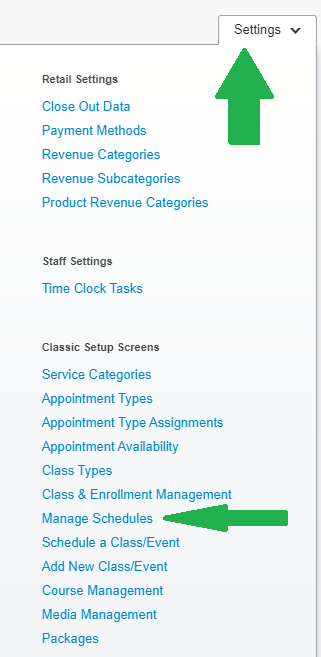 Settings
Retail Settings
Close Out Data
Payment Methods
Revenue Categories
Revenue Subcategories
Product Revenue Categories
Staff Settings
Time Clock Tasks
Classic Setup Screens
Service Categories
Appointment Types
Appointment Type Assignments
Appointment Availability
Class Types
Class & Enrollment Management
Manage Schedules
Schedule a Class/Event
Add New Class/Event
Course Management
Media Management
Packages